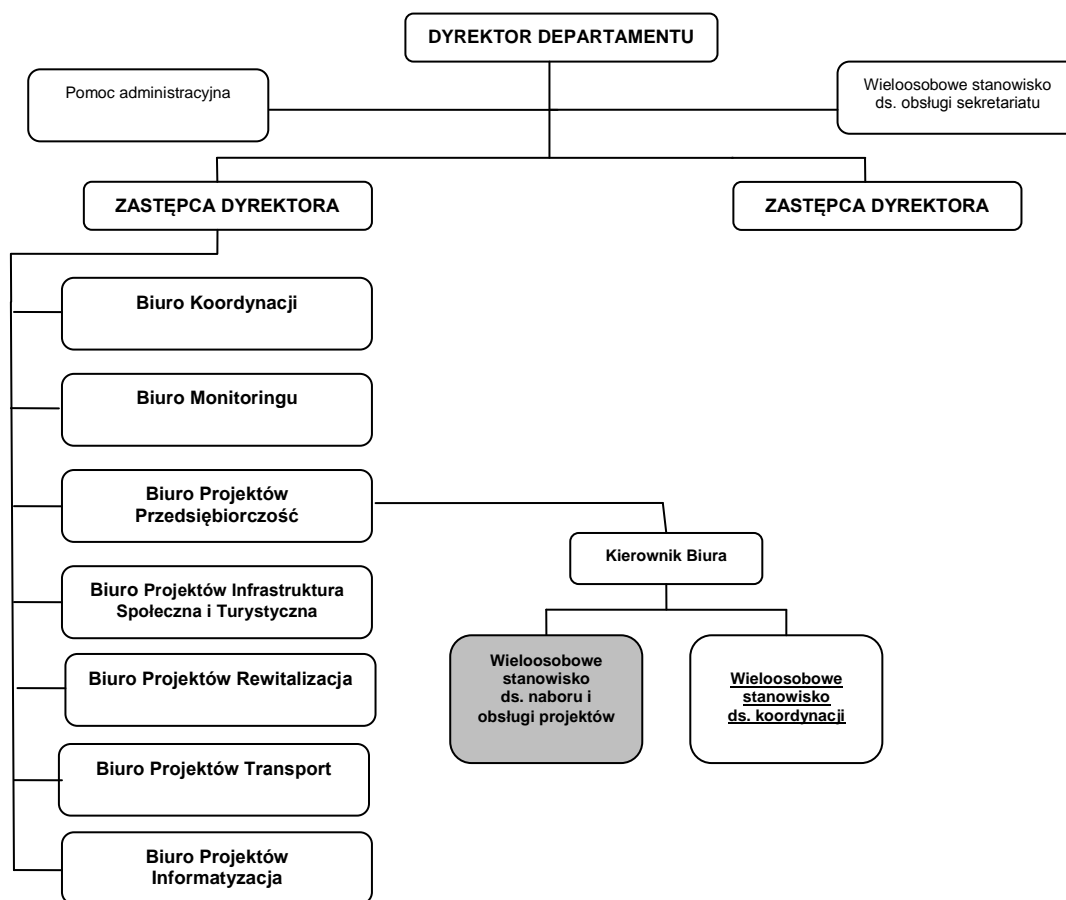 DYREKTOR DEPARTAMENTU
Pomoc administracyjna
Wieloosobowe stanowisko
ds. obsługi sekretariatu
ZASTĘPCA DYREKTORA
ZASTĘPCA DYREKTORA
Biuro Koordynacji
Biuro Monitoringu
Biuro Projektów
Przedsiębiorczość
Kierownik Biura
Biuro Projektów Infrastruktura
Społeczna i Turystyczna
Wieloosobowe
stanowisko
ds. naboru i
obsługi projektów
Wieloosobowe
stanowisko
ds. koordynacji
Biuro Projektów Rewitalizacja
Biuro Projektów Transport
Biuro Projektów
Informatyzacja